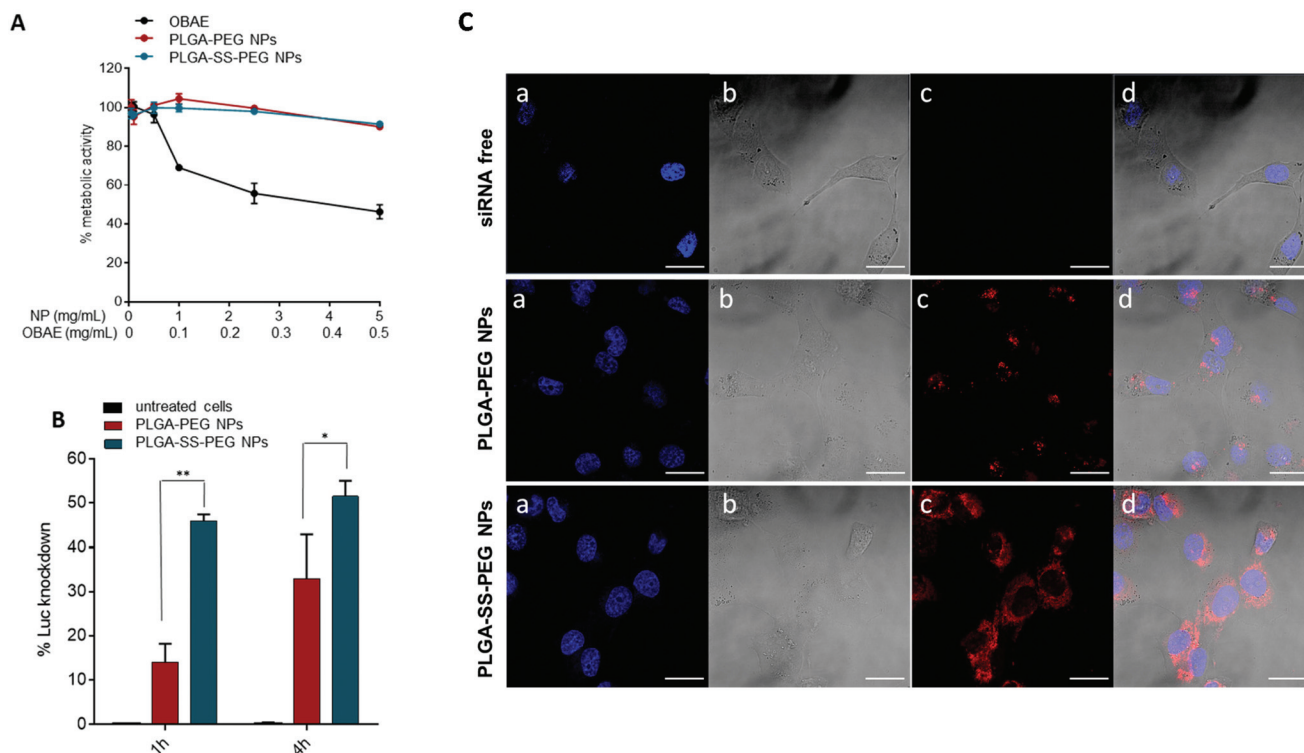 A
OBAE
PLGA-PEG NPs
PLGA-SS-PEG NPs
% metabolic activity
120
100
80
60
40
20
0
NP (mg/mL) 0 1 2 3 4 5
OBAE (mg/mL) 0 0.1 0.2 0.3 0.4 0.5
B
untreated cells
PLGA-PEG NPs
PLGA-SS-PEG NPs
% Luc knockdown
60
50
40
30
20
10
0
**
*
1h
4h
C
siRNA free
a b c d
PLGA-PEG NPs
a b c d
PLGA-SS-PEG NPs
a b c d